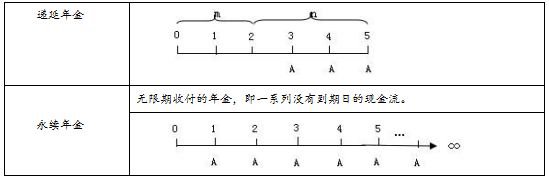 递延年金
m n
0 1 2 3 4 5
A A A
永续年金
无限期收付的年金，即一系列没有到期日的现金流。
0 1 2 3 4 5 … ∞
A A A A A A